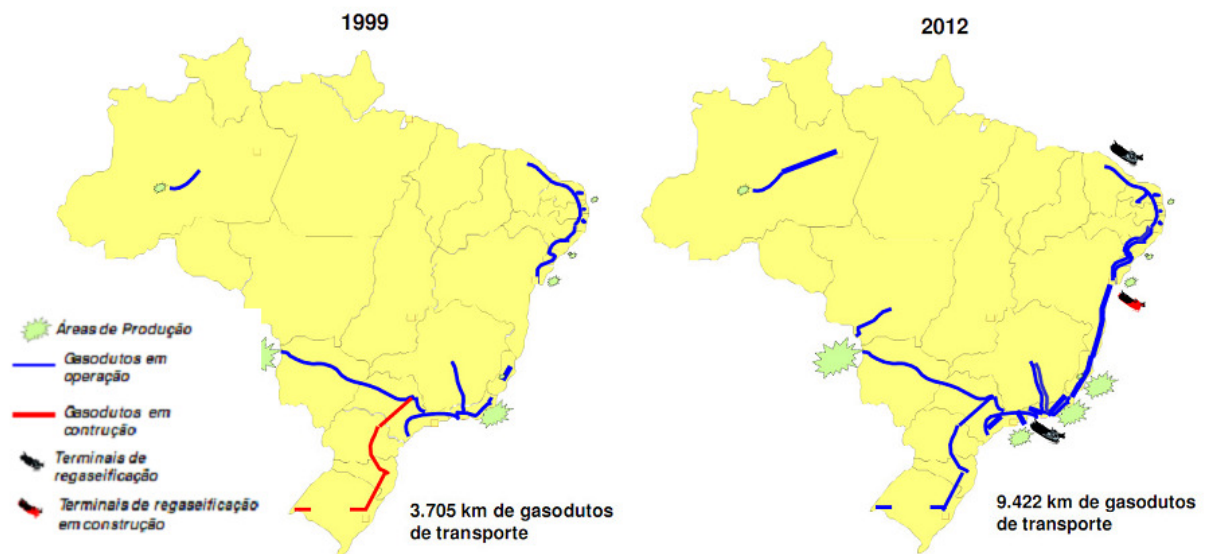 1999
2012
Áreas de Produção
Gasodutos em
operação
Gasodutos em
contrução
Terminais de
regaseificação
Terminais de regaseificação
em construção
3.705 km de gasodutos
de transporte
9.422 km de gasodutos
de transporte